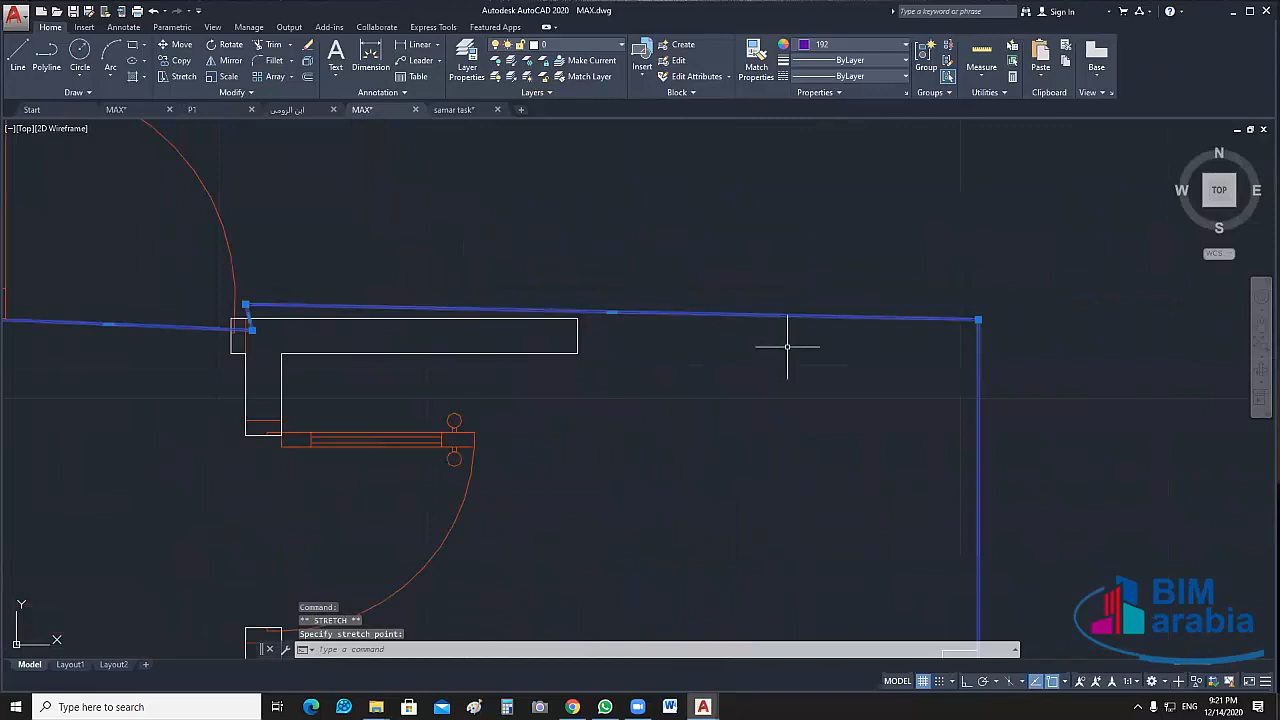 Autodesk AutoCAD 2020 MAX.dwg
Type a keyword or phrase
Sign In
Home Insert Annotate Parametric View Manage Output Add-ins Collaborate Express Tools Featured Apps
Line Polyline Circle Arc
Move Rotate Trim
Copy Mirror Fillet
Stretch Scale Array
Text Dimension
Linear
Leader
Table
Layer Properties
0
Make Current
Match Layer
Insert
Create
Edit
Edit Attributes
Match Properties
192
ByLayer
ByLayer
Group
Measure
Paste
Base
Draw Modify Annotation Layers Block Properties Groups Utilities Clipboard View
Start MAX* P1 ابن الرومى MAX* samar task*
[−][Top][2D Wireframe]
N
W TOP E
S
WCS
BIM
arabia
Command:
** STRETCH **
Specify stretch point:
Type a command
Y
X
Model Layout1 Layout2
MODEL 1:1
Type here to search
ENG
9:21 PM
12/14/2020